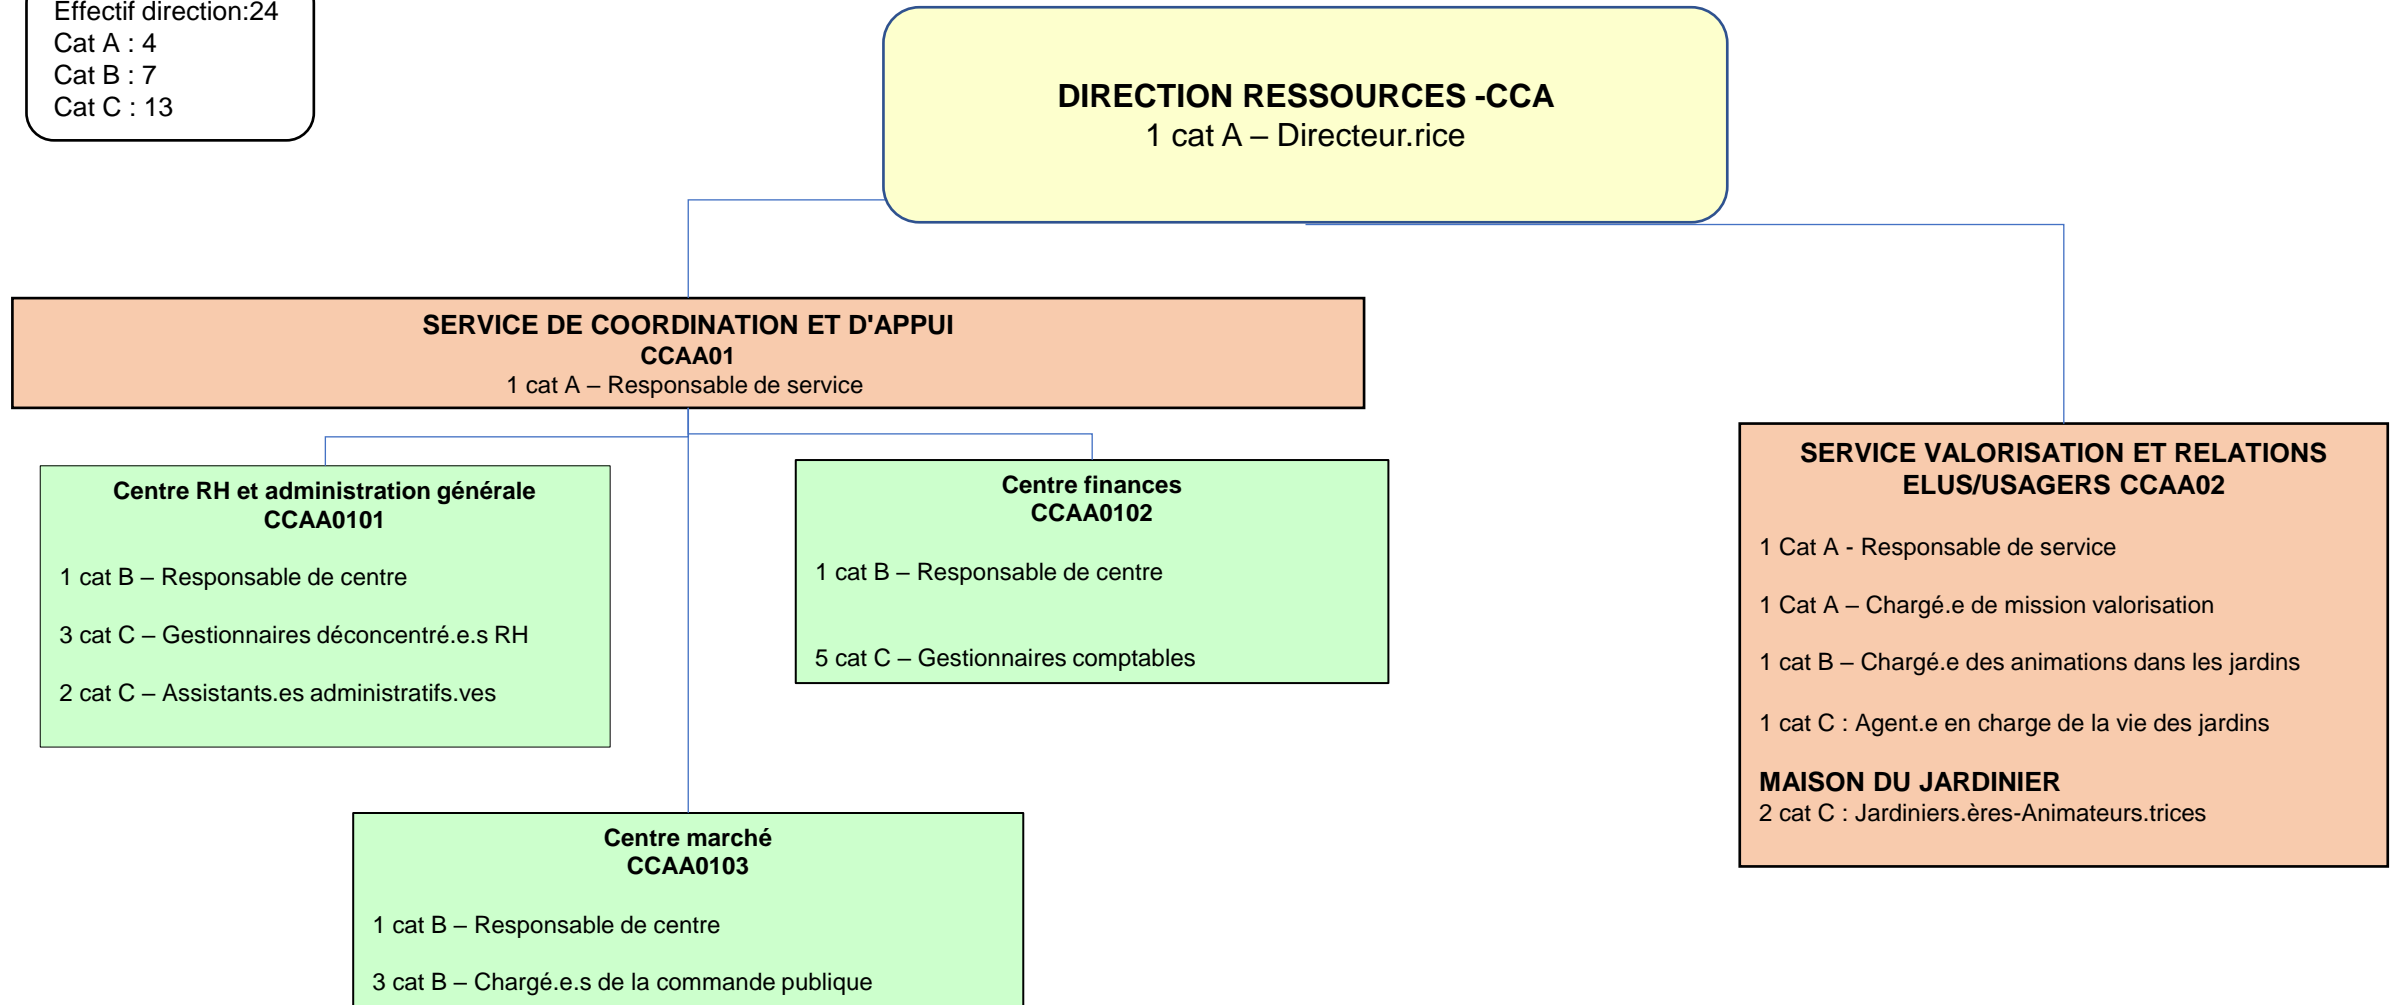 Effectif direction:24
Cat A : 4
Cat B : 7
Cat C : 13
DIRECTION RESSOURCES -CCA
1 cat A – Directeur.rice
SERVICE DE COORDINATION ET D'APPUI
CCAA01
1 cat A – Responsable de service
Centre RH et administration générale
CCAA0101
1 cat B – Responsable de centre
3 cat C – Gestionnaires déconcentré.e.s RH
2 cat C – Assistants.es administratifs.ves
Centre finances
CCAA0102
1 cat B – Responsable de centre
5 cat C – Gestionnaires comptables
Centre marché
CCAA0103
1 cat B – Responsable de centre
3 cat B – Chargé.e.s de la commande publique
SERVICE VALORISATION ET RELATIONS
ELUS/USAGERS CCAA02
1 Cat A - Responsable de service
1 Cat A – Chargé.e de mission valorisation
1 cat B – Chargé.e des animations dans les jardins
1 cat C : Agent.e en charge de la vie des jardins
MAISON DU JARDINIER
2 cat C : Jardiniers.ères-Animateurs.trices